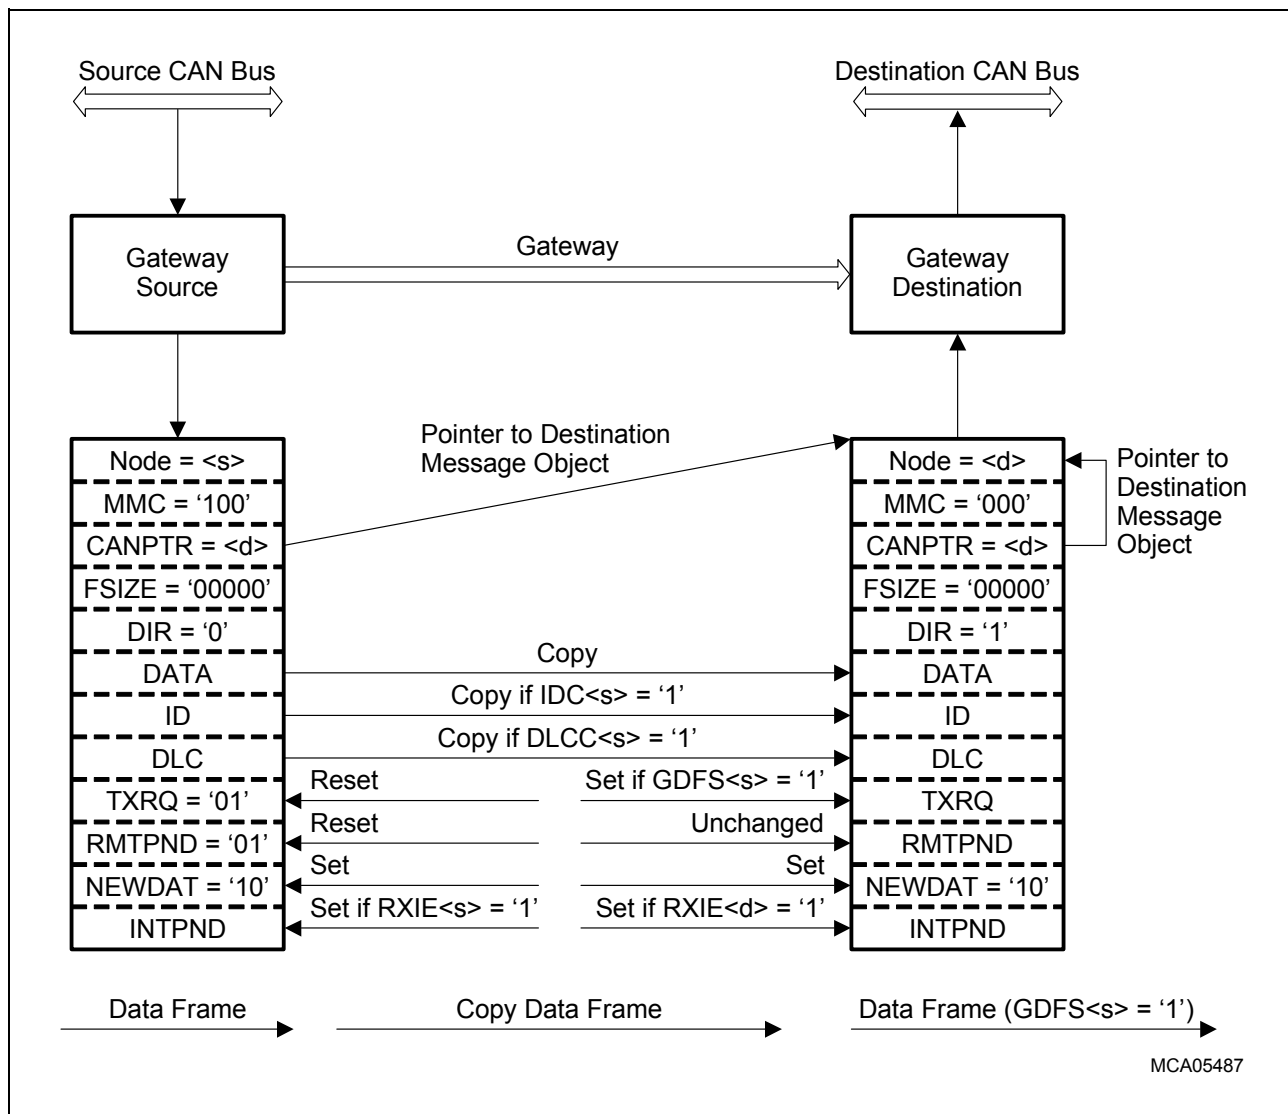 Source CAN Bus
Destination CAN Bus
Gateway
Source
Gateway
Gateway
Destination
Pointer to Destination
Message Object
Node = <s>
MMC = ‘100’
CANPTR = <d>
FSIZE = ‘00000’
DIR = ‘0’
DATA
ID
DLC
TXRQ = ‘01’
RMTPND = ‘01’
NEWDAT = ‘10’
INTPND
Copy
Copy if IDC<s> = ‘1’
Copy if DLCC<s> = ‘1’
Reset
Set if GDFS<s> = ‘1’
Reset
Unchanged
Set
Set
Set if RXIE<s> = ‘1’
Set if RXIE<d> = ‘1’
Node = <d>
MMC = ‘000’
CANPTR = <d>
FSIZE = ‘00000’
DIR = ‘1’
DATA
ID
DLC
TXRQ
RMTPND
NEWDAT = ‘10’
INTPND
Pointer to
Destination
Message
Object
Data Frame
Copy Data Frame
Data Frame (GDFS<s> = ‘1’)
MCA05487